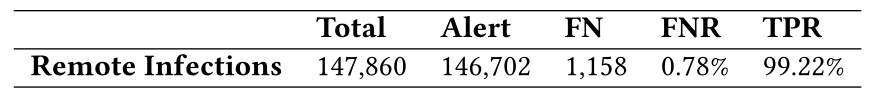 Total Alert FN FNR TPR
Remote Infections 147,860 146,702 1,158 0.78% 99.22%